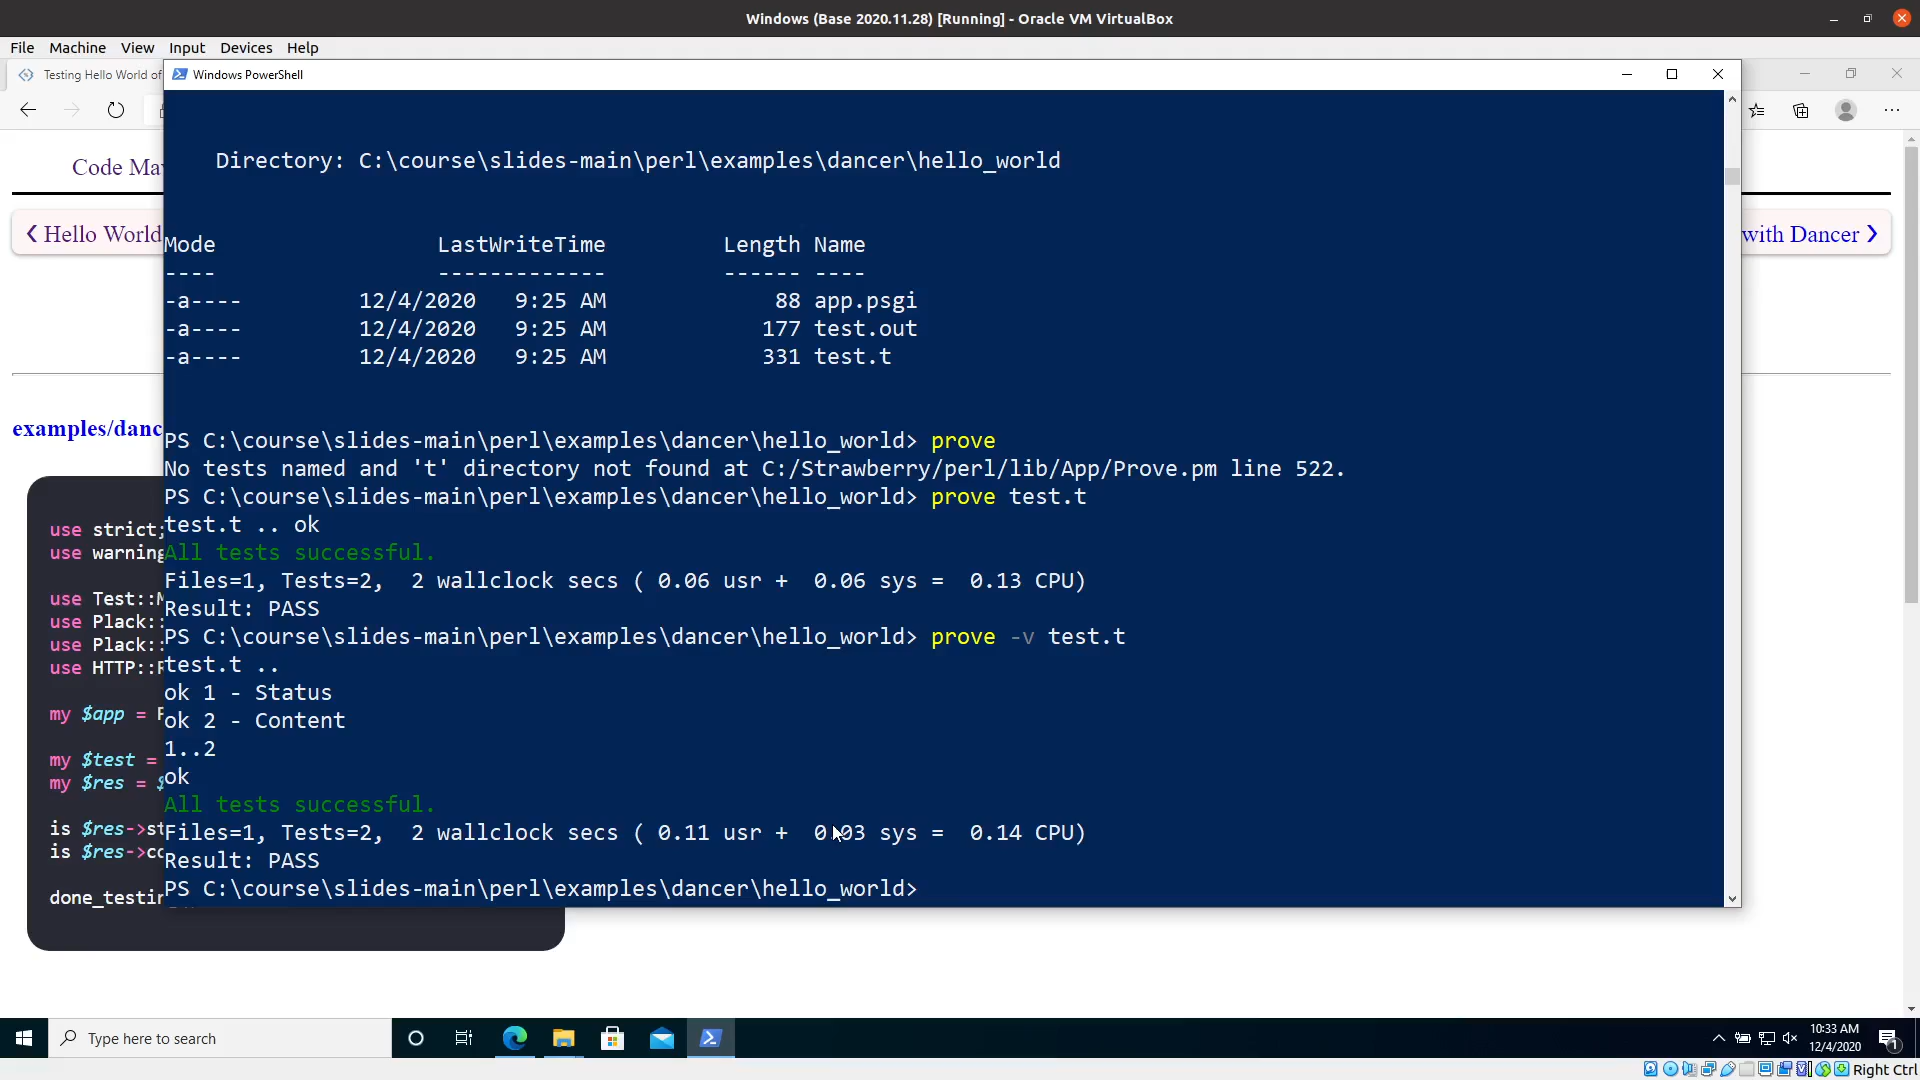 Windows (Base 2020.11.28) [Running] - Oracle VM VirtualBox
File Machine View Input Devices Help
Testing Hello World of
Windows PowerShell
Code Ma
Directory: C:\course\slides-main\perl\examples\dancer\hello_world
❮ Hello World
with Dancer ❯
Mode LastWriteTime Length Name
---- ------------- ------ ----
-a---- 12/4/2020 9:25 AM 88 app.psgi
-a---- 12/4/2020 9:25 AM 177 test.out
-a---- 12/4/2020 9:25 AM 331 test.t
examples/danc
PS C:\course\slides-main\perl\examples\dancer\hello_world> prove
No tests named and 't' directory not found at C:/Strawberry/perl/lib/App/Prove.pm line 522.
PS C:\course\slides-main\perl\examples\dancer\hello_world> prove test.t
test.t .. ok
All tests successful.
Files=1, Tests=2,  2 wallclock secs ( 0.06 usr +  0.06 sys =  0.13 CPU)
Result: PASS
PS C:\course\slides-main\perl\examples\dancer\hello_world> prove -v test.t
test.t ..
ok 1 - Status
ok 2 - Content
1..2
ok
All tests successful.
Files=1, Tests=2,  2 wallclock secs ( 0.11 usr +  0.03 sys =  0.14 CPU)
Result: PASS
PS C:\course\slides-main\perl\examples\dancer\hello_world>
use strict;
use warning
use Test::M
use Plack::
use Plack::
use HTTP::R
my $app = P
my $test =
my $res = $
is $res->st
is $res->co
done_testin
Type here to search
10:33 AM
12/4/2020
1
Right Ctrl